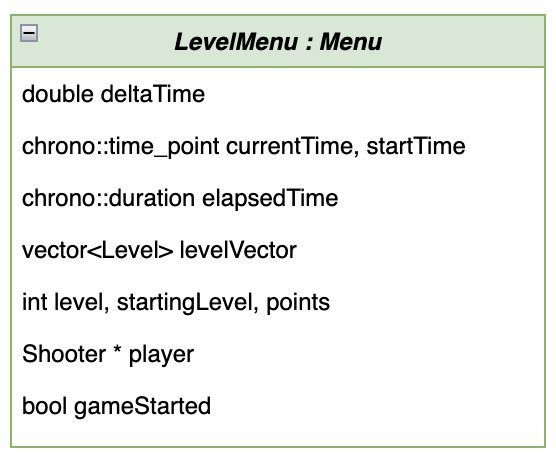 LevelMenu : Menu
double deltaTime
chrono::time_point currentTime, startTime
chrono::duration elapsedTime
vector<Level> levelVector
int level, startingLevel, points
Shooter * player
bool gameStarted